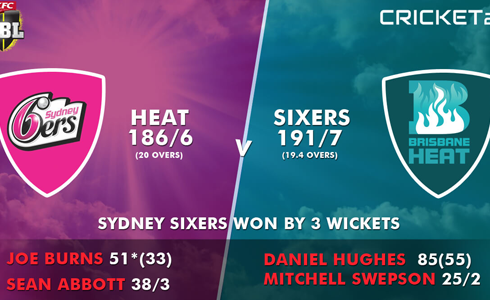 KFC
BBL
CRICKET
Sydney
6ers
HEAT
186/6
(20 OVERS)
V
SIXERS
191/7
(19.4 OVERS)
B
BRISBANE
HEAT
SYDNEY SIXERS WON BY 3 WICKETS
JOE BURNS 51*(33)
SEAN ABBOTT 38/3
DANIEL HUGHES 85(55)
MITCHELL SWEPSON 25/2